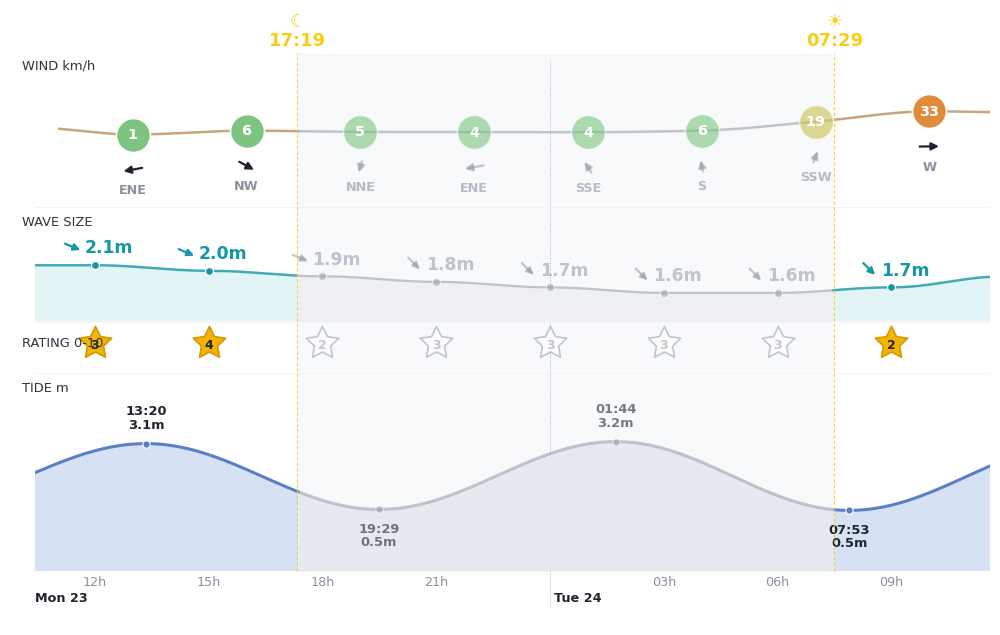 17:19 07:29
WIND km/h
1 6 5 4 4 6 19 33
ENE NW NNE ENE SSE S SSW W
WAVE SIZE
2.1m 2.0m 1.9m 1.8m 1.7m 1.6m 1.6m 1.7m
RATING 0-10
3 4 2 3 3 3 3 2
TIDE m
13:20
3.1m
01:44
3.2m
19:29
0.5m
07:53
0.5m
12h 15h 18h 21h 03h 06h 09h
Mon 23 Tue 24